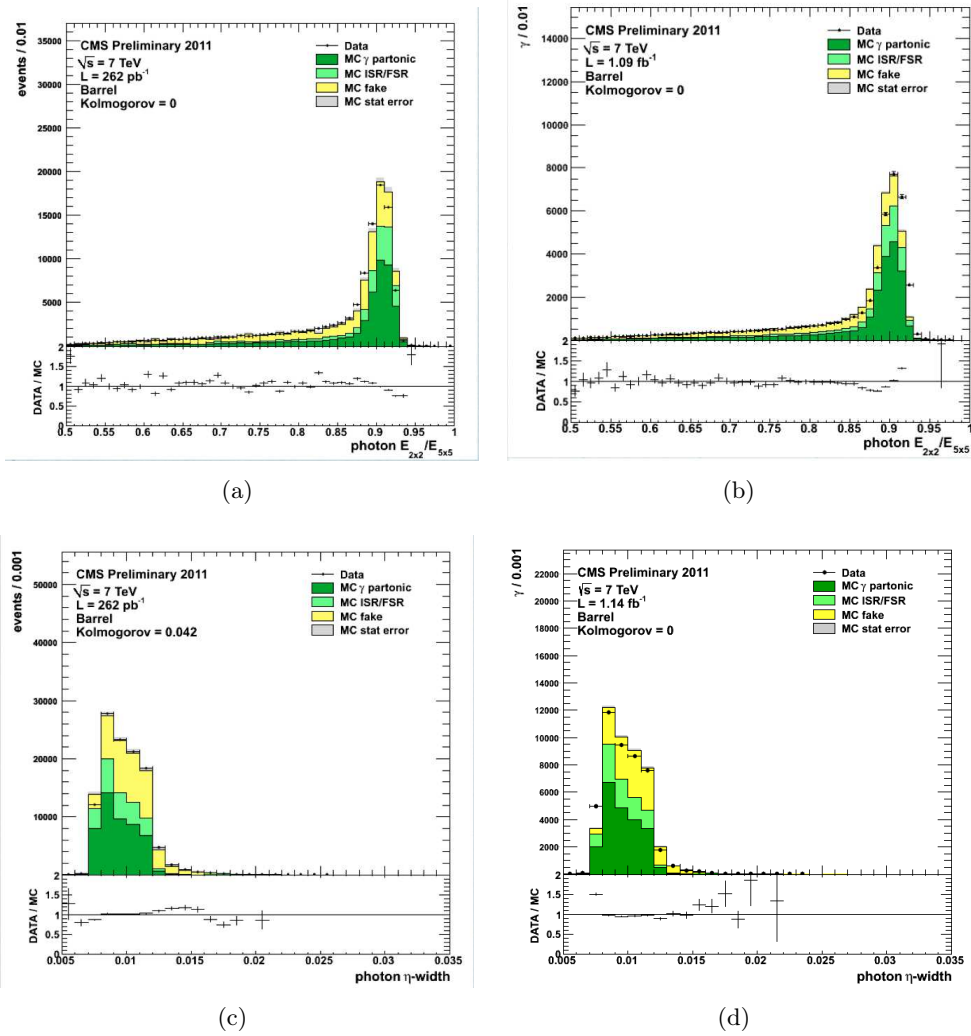 events / 0.01
35000
30000
25000
20000
15000
10000
5000
CMS Preliminary 2011
√s = 7 TeV
L = 262 pb⁻¹
Barrel
Kolmogorov = 0
Data
MC γ partonic
MC ISR/FSR
MC fake
MC stat error
DATA / MC
2
1.5
1
0.5
0
0.5 0.55 0.6 0.65 0.7 0.75 0.8 0.85 0.9 0.95 1
photon E2x2/E5x5
(a)
γ / 0.01
14000
12000
10000
8000
6000
4000
2000
CMS Preliminary 2011
√s = 7 TeV
L = 1.09 fb⁻¹
Barrel
Kolmogorov = 0
Data
MC γ partonic
MC ISR/FSR
MC fake
MC stat error
DATA / MC
2
1.5
1
0.5
0
0.5 0.55 0.6 0.65 0.7 0.75 0.8 0.85 0.9 0.95 1
photon E2x2/E5x5
(b)
events / 0.001
50000
40000
30000
20000
10000
CMS Preliminary 2011
√s = 7 TeV
L = 262 pb⁻¹
Barrel
Kolmogorov = 0.042
Data
MC γ partonic
MC ISR/FSR
MC fake
MC stat error
DATA / MC
2
1.5
1
0.5
0
0.005 0.01 0.015 0.02 0.025 0.03 0.035
photon η-width
(c)
γ / 0.001
22000
20000
18000
16000
14000
12000
10000
8000
6000
4000
2000
CMS Preliminary 2011
√s = 7 TeV
L = 1.14 fb⁻¹
Barrel
Kolmogorov = 0
Data
MC γ partonic
MC ISR/FSR
MC fake
MC stat error
DATA / MC
2
1.5
1
0.5
0
0.005 0.01 0.015 0.02 0.025 0.03 0.035
photon η-width
(d)